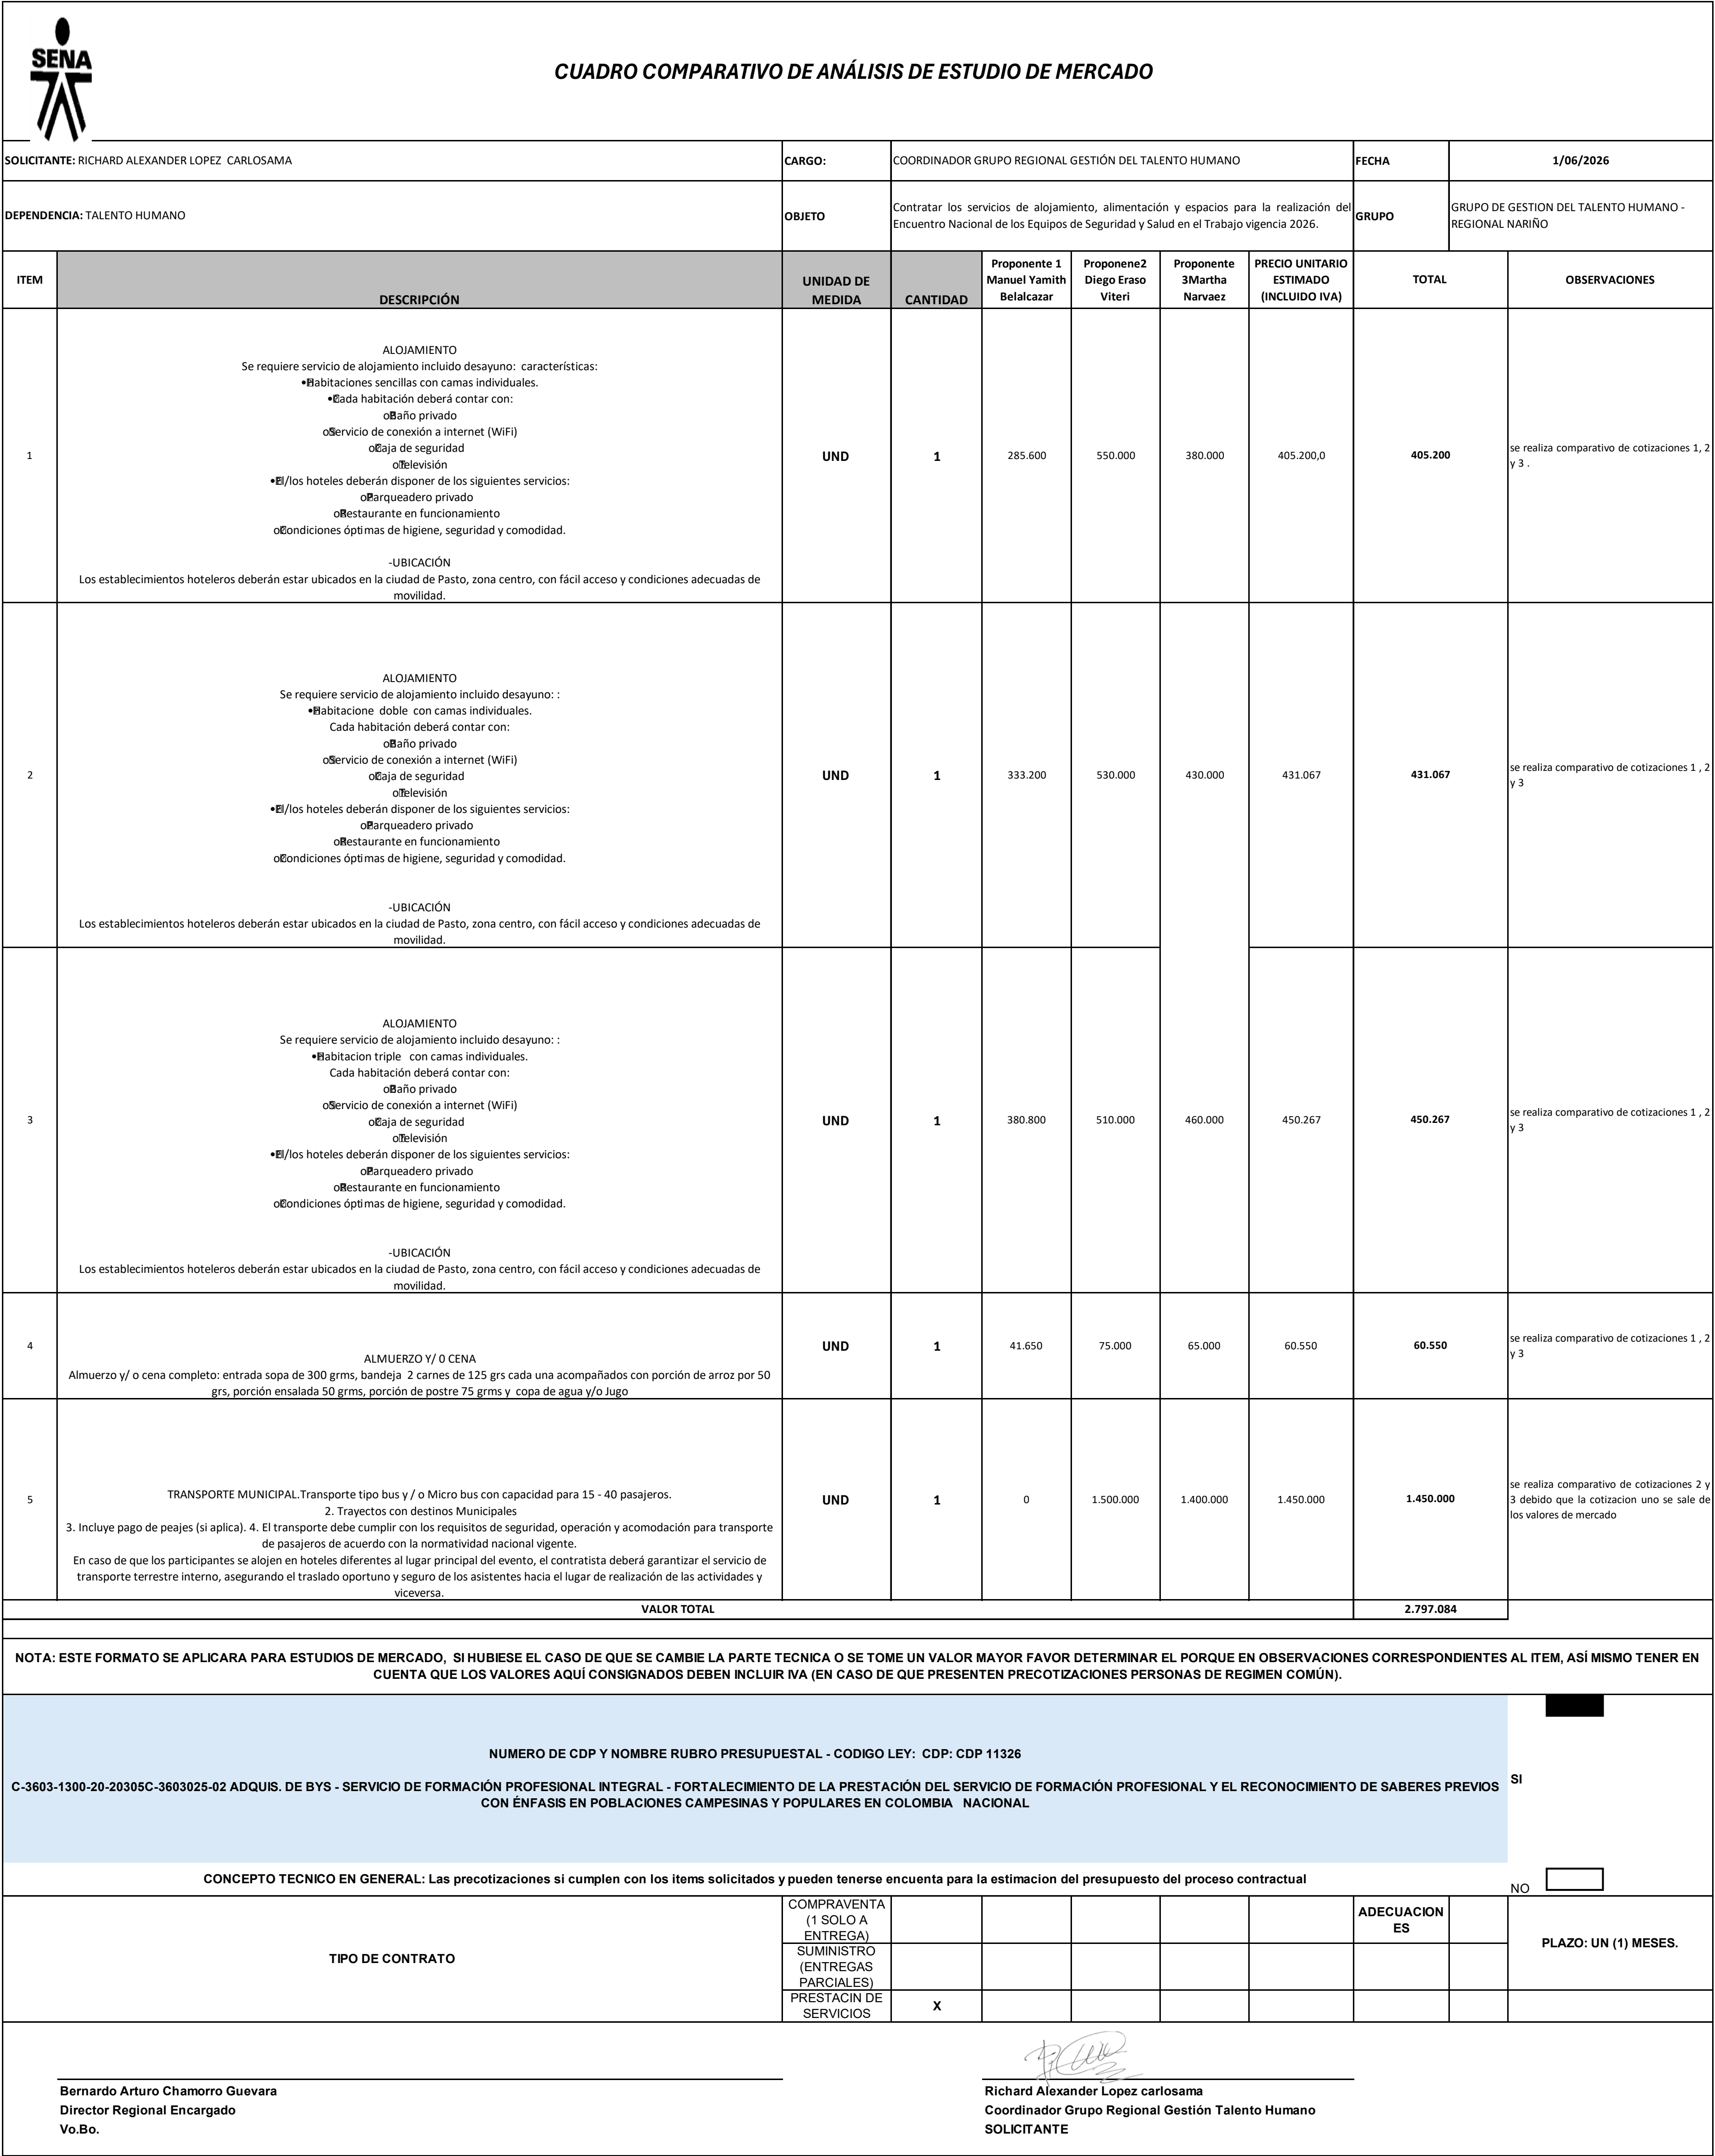 SENA
CUADRO COMPARATIVO DE ANÁLISIS DE ESTUDIO DE MERCADO
SOLICITANTE: RICHARD ALEXANDER LOPEZ CARLOSAMA
CARGO:
COORDINADOR GRUPO REGIONAL GESTIÓN DEL TALENTO HUMANO
FECHA
1/06/2026
DEPENDENCIA: TALENTO HUMANO
OBJETO
Contratar los servicios de alojamiento, alimentación y espacios para la realización del
Encuentro Nacional de los Equipos de Seguridad y Salud en el Trabajo vigencia 2026.
GRUPO
GRUPO DE GESTION DEL TALENTO HUMANO -
REGIONAL NARIÑO
ITEM
DESCRIPCIÓN
UNIDAD DE
MEDIDA
CANTIDAD
Proponente 1
Manuel Yamith
Belalcazar
Proponene2
Diego Eraso
Viteri
Proponente
3Martha
Narvaez
PRECIO UNITARIO
ESTIMADO
(INCLUIDO IVA)
TOTAL
OBSERVACIONES
1
ALOJAMIENTO
Se requiere servicio de alojamiento incluido desayuno: características:
•Habitaciones sencillas con camas individuales.
•Cada habitación deberá contar con:
oBaño privado
oServicio de conexión a internet (WiFi)
oCaja de seguridad
oTelevisión
•El/los hoteles deberán disponer de los siguientes servicios:
oParqueadero privado
oRestaurante en funcionamiento
oCondiciones óptimas de higiene, seguridad y comodidad.
-UBICACIÓN
Los establecimientos hoteleros deberán estar ubicados en la ciudad de Pasto, zona centro, con fácil acceso y condiciones adecuadas de
movilidad.
UND
1
285.600
550.000
380.000
405.200,0
405.200
se realiza comparativo de cotizaciones 1, 2
y 3 .
2
ALOJAMIENTO
Se requiere servicio de alojamiento incluido desayuno: :
•Habitacione doble con camas individuales.
Cada habitación deberá contar con:
oBaño privado
oServicio de conexión a internet (WiFi)
oCaja de seguridad
oTelevisión
•El/los hoteles deberán disponer de los siguientes servicios:
oParqueadero privado
oRestaurante en funcionamiento
oCondiciones óptimas de higiene, seguridad y comodidad.
-UBICACIÓN
Los establecimientos hoteleros deberán estar ubicados en la ciudad de Pasto, zona centro, con fácil acceso y condiciones adecuadas de
movilidad.
UND
1
333.200
530.000
430.000
431.067
431.067
se realiza comparativo de cotizaciones 1 , 2
y 3
3
ALOJAMIENTO
Se requiere servicio de alojamiento incluido desayuno: :
•Habitacion triple con camas individuales.
Cada habitación deberá contar con:
oBaño privado
oServicio de conexión a internet (WiFi)
oCaja de seguridad
oTelevisión
•El/los hoteles deberán disponer de los siguientes servicios:
oParqueadero privado
oRestaurante en funcionamiento
oCondiciones óptimas de higiene, seguridad y comodidad.
-UBICACIÓN
Los establecimientos hoteleros deberán estar ubicados en la ciudad de Pasto, zona centro, con fácil acceso y condiciones adecuadas de
movilidad.
UND
1
380.800
510.000
460.000
450.267
450.267
se realiza comparativo de cotizaciones 1 , 2
y 3
4
ALMUERZO Y/ 0 CENA
Almuerzo y/ o cena completo: entrada sopa de 300 grms, bandeja 2 carnes de 125 grs cada una acompañados con porción de arroz por 50
grs, porción ensalada 50 grms, porción de postre 75 grms y copa de agua y/o Jugo
UND
1
41.650
75.000
65.000
60.550
60.550
se realiza comparativo de cotizaciones 1 , 2
y 3
5
TRANSPORTE MUNICIPAL.Transporte tipo bus y / o Micro bus con capacidad para 15 - 40 pasajeros.
2. Trayectos con destinos Municipales
3. Incluye pago de peajes (si aplica). 4. El transporte debe cumplir con los requisitos de seguridad, operación y acomodación para transporte
de pasajeros de acuerdo con la normatividad nacional vigente.
En caso de que los participantes se alojen en hoteles diferentes al lugar principal del evento, el contratista deberá garantizar el servicio de
transporte terrestre interno, asegurando el traslado oportuno y seguro de los asistentes hacia el lugar de realización de las actividades y
viceversa.
UND
1
0
1.500.000
1.400.000
1.450.000
1.450.000
se realiza comparativo de cotizaciones 2 y
3 debido que la cotizacion uno se sale de
los valores de mercado
VALOR TOTAL
2.797.084
NOTA: ESTE FORMATO SE APLICARA PARA ESTUDIOS DE MERCADO, SI HUBIESE EL CASO DE QUE SE CAMBIE LA PARTE TECNICA O SE TOME UN VALOR MAYOR FAVOR DETERMINAR EL PORQUE EN OBSERVACIONES CORRESPONDIENTES AL ITEM, ASÍ MISMO TENER EN
CUENTA QUE LOS VALORES AQUÍ CONSIGNADOS DEBEN INCLUIR IVA (EN CASO DE QUE PRESENTEN PRECOTIZACIONES PERSONAS DE REGIMEN COMÚN).
NUMERO DE CDP Y NOMBRE RUBRO PRESUPUESTAL - CODIGO LEY: CDP: CDP 11326
C-3603-1300-20-20305C-3603025-02 ADQUIS. DE BYS - SERVICIO DE FORMACIÓN PROFESIONAL INTEGRAL - FORTALECIMIENTO DE LA PRESTACIÓN DEL SERVICIO DE FORMACIÓN PROFESIONAL Y EL RECONOCIMIENTO DE SABERES PREVIOS
CON ÉNFASIS EN POBLACIONES CAMPESINAS Y POPULARES EN COLOMBIA NACIONAL
SI
CONCEPTO TECNICO EN GENERAL: Las precotizaciones si cumplen con los items solicitados y pueden tenerse encuenta para la estimacion del presupuesto del proceso contractual
NO
TIPO DE CONTRATO
COMPRAVENTA
(1 SOLO A
ENTREGA)
ADECUACION
ES
SUMINISTRO
(ENTREGAS
PARCIALES)
PLAZO: UN (1) MESES.
PRESTACIN DE
SERVICIOS
X
Bernardo Arturo Chamorro Guevara
Director Regional Encargado
Vo.Bo.
Richard Alexander Lopez carlosama
Coordinador Grupo Regional Gestión Talento Humano
SOLICITANTE